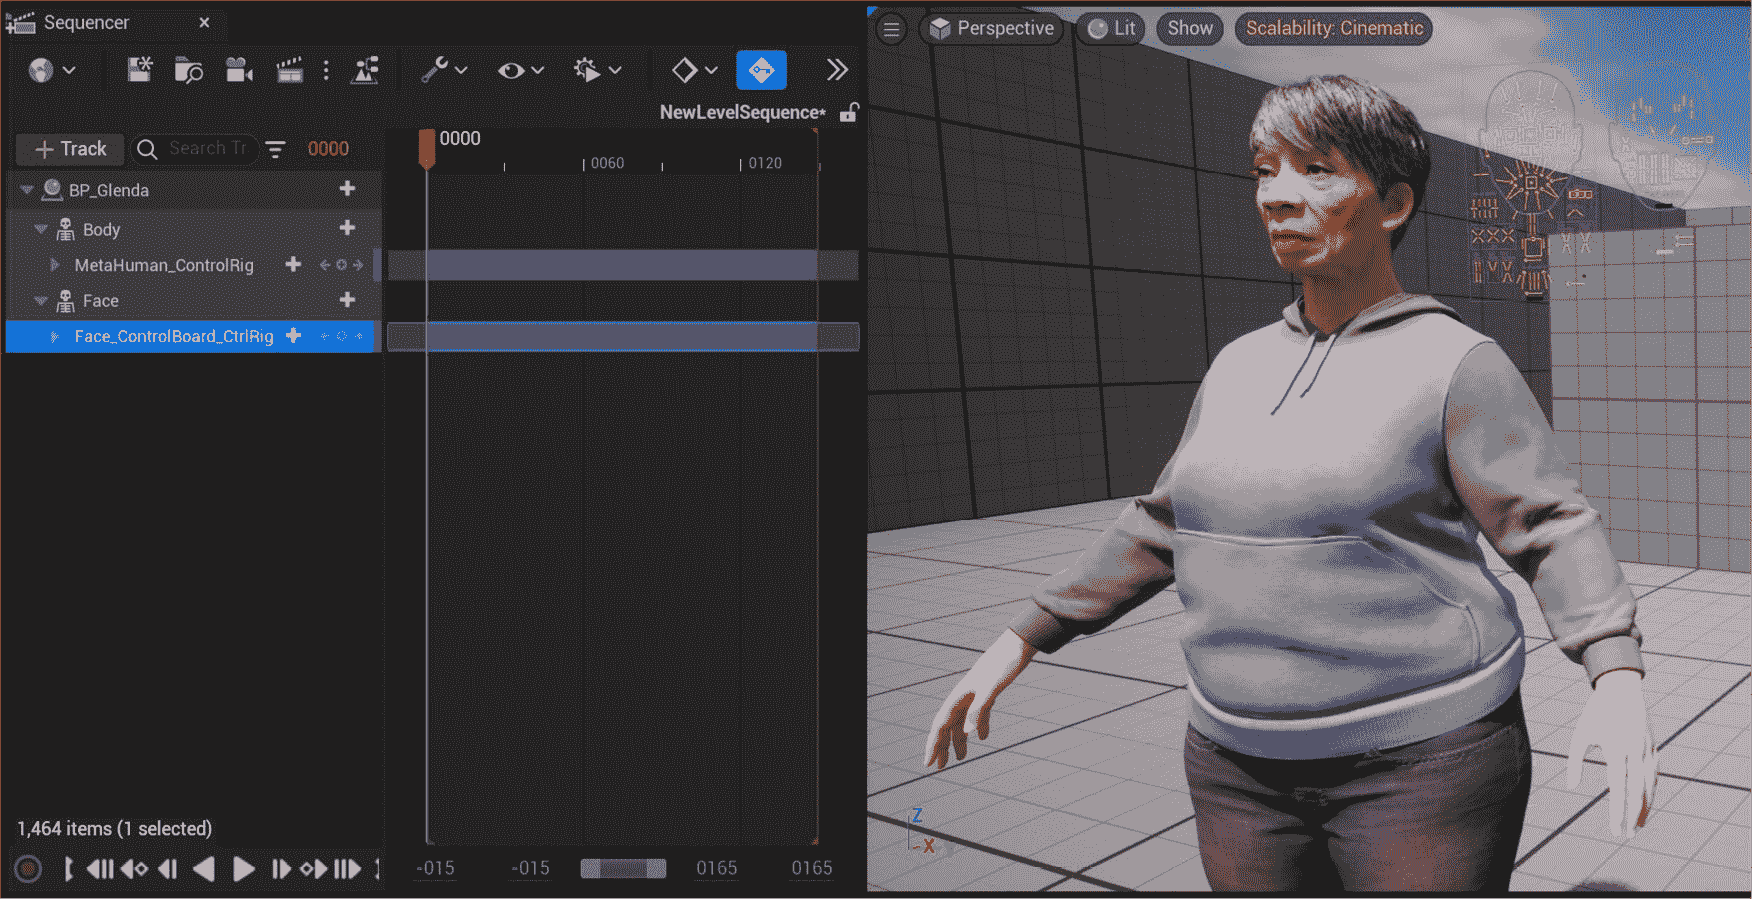 Sequencer
NewLevelSequence*
Track
Search Tr
0000
0000
0060
0120
BP_Glenda
Body
MetaHuman_ControlRig
Face
Face_ControlBoard_CtrlRig
1,464 items (1 selected)
-015
-015
0165
0165
Perspective
Lit
Show
Scalability: Cinematic
Z
-X